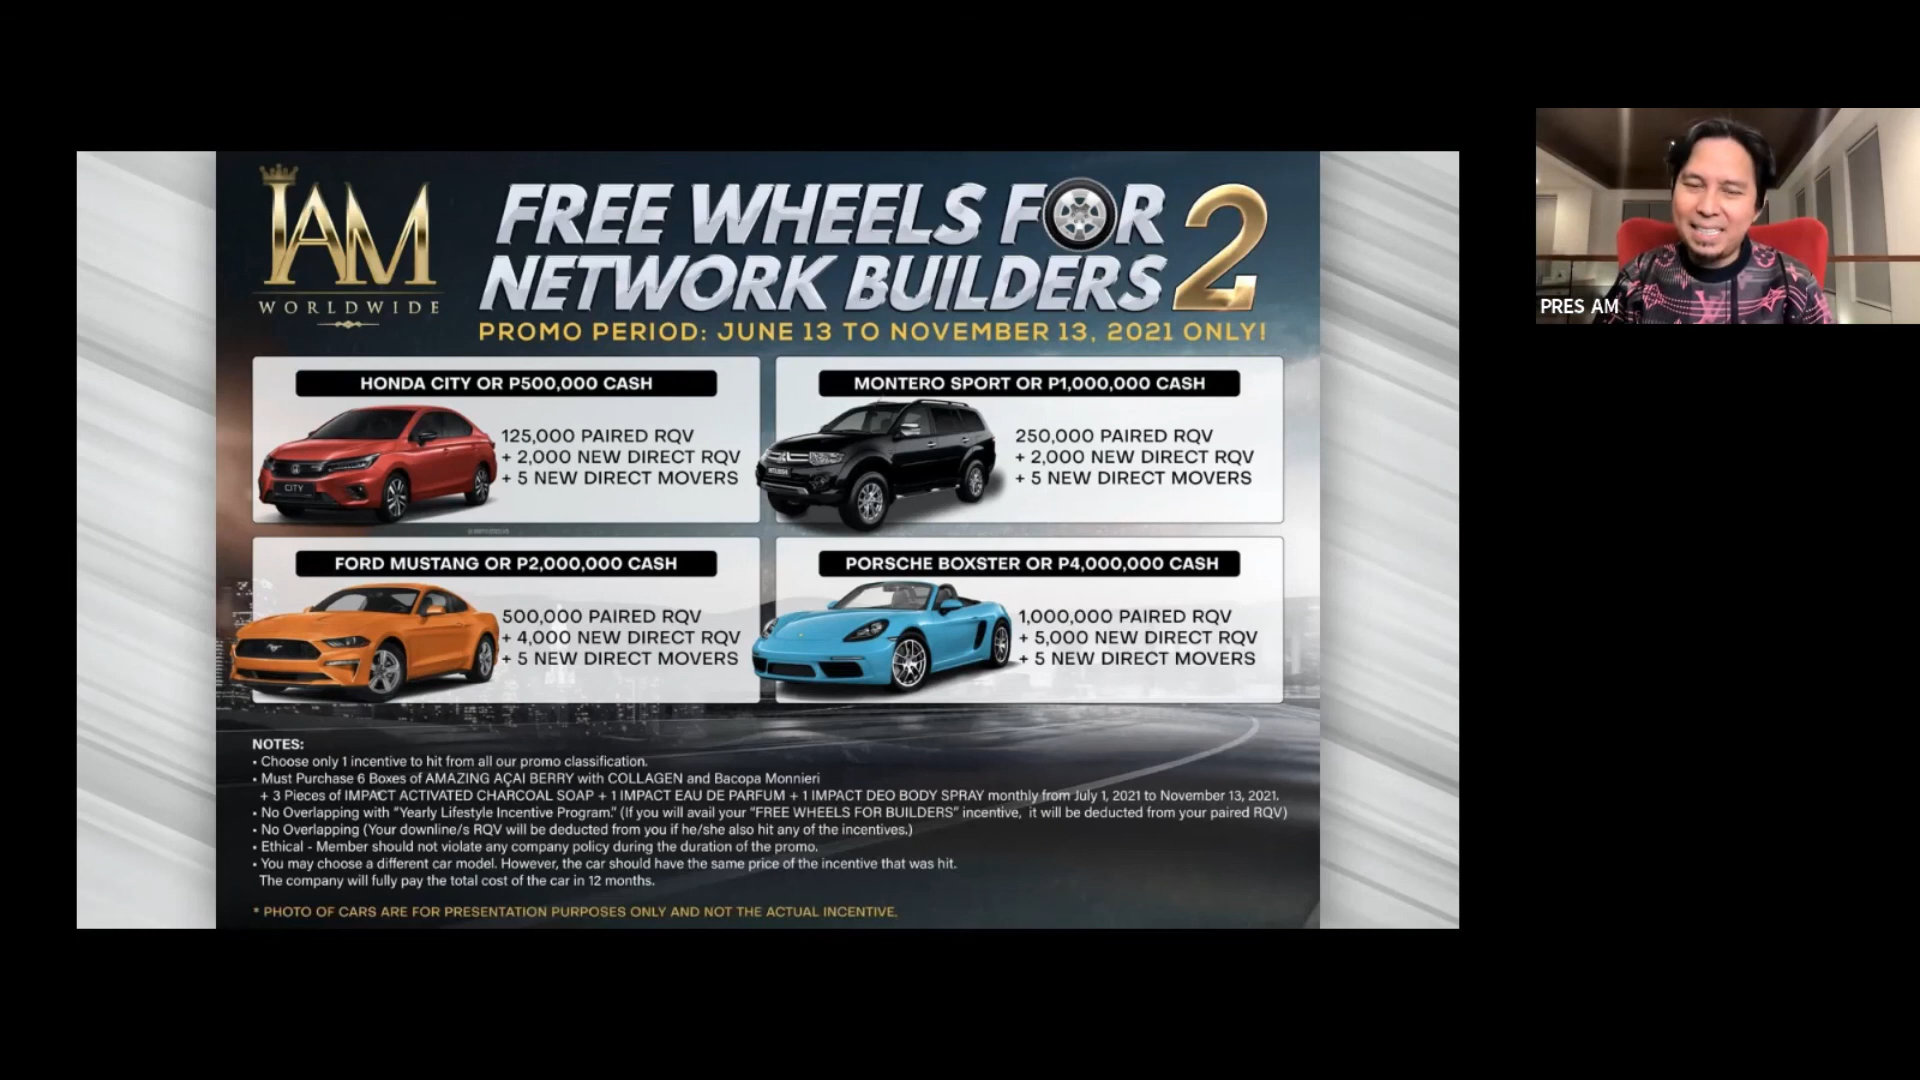 IAM
WORLDWIDE
FREE WHEELS FOR
NETWORK BUILDERS 2
PROMO PERIOD: JUNE 13 TO NOVEMBER 13, 2021 ONLY!
HONDA CITY OR P500,000 CASH
CITY
125,000 PAIRED RQV
+ 2,000 NEW DIRECT RQV
+ 5 NEW DIRECT MOVERS
MONTERO SPORT OR P1,000,000 CASH
250,000 PAIRED RQV
+ 2,000 NEW DIRECT RQV
+ 5 NEW DIRECT MOVERS
FORD MUSTANG OR P2,000,000 CASH
500,000 PAIRED RQV
+ 4,000 NEW DIRECT RQV
+ 5 NEW DIRECT MOVERS
PORSCHE BOXSTER OR P4,000,000 CASH
1,000,000 PAIRED RQV
+ 5,000 NEW DIRECT RQV
+ 5 NEW DIRECT MOVERS
NOTES:
• Choose only 1 incentive to hit from all our promo classification.
• Must Purchase 6 Boxes of AMAZING AÇAI BERRY with COLLAGEN and Bacopa Monnieri
+ 3 Pieces of IMPACT ACTIVATED CHARCOAL SOAP + 1 IMPACT EAU DE PARFUM + 1 IMPACT DEO BODY SPRAY monthly from July 1, 2021 to November 13, 2021.
• No Overlapping with "Yearly Lifestyle Incentive Program." (If you will avail your "FREE WHEELS FOR BUILDERS" incentive, it will be deducted from your paired RQV)
• No Overlapping (Your downline/s RQV will be deducted from you if he/she also hit any of the incentives.)
• Ethical - Member should not violate any company policy during the duration of the promo.
• You may choose a different car model. However, the car should have the same price of the incentive that was hit.
The company will fully pay the total cost of the car in 12 months.
* PHOTO OF CARS ARE FOR PRESENTATION PURPOSES ONLY AND NOT THE ACTUAL INCENTIVE.
PRES AM